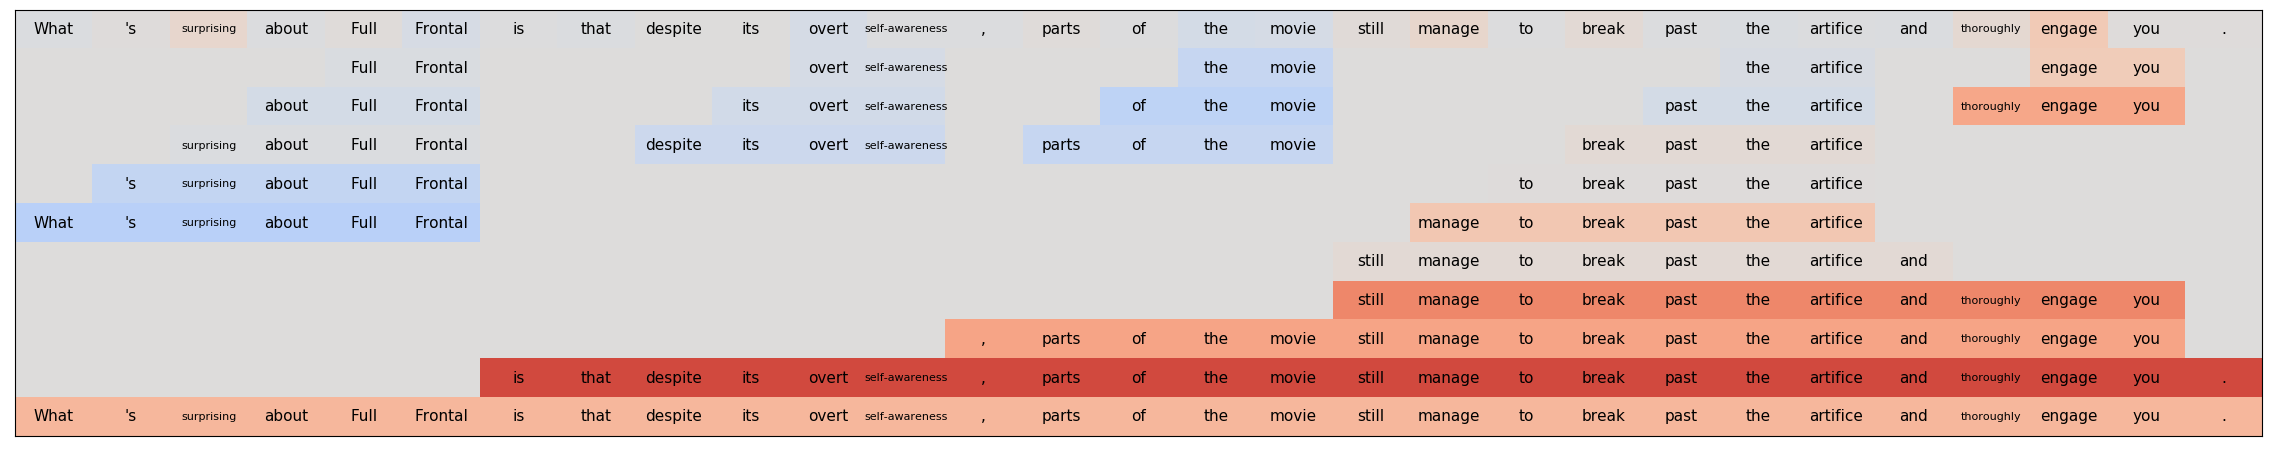 What 's surprising about Full Frontal is that despite its overt self-awareness , parts of the movie still manage to break past the artifice and thoroughly engage you .
Full Frontal overt self-awareness the movie the artifice engage you
about Full Frontal its overt self-awareness of the movie past the artifice thoroughly engage you
surprising about Full Frontal despite its overt self-awareness parts of the movie break past the artifice
's surprising about Full Frontal to break past the artifice
What 's surprising about Full Frontal manage to break past the artifice
still manage to break past the artifice and
still manage to break past the artifice and thoroughly engage you
, parts of the movie still manage to break past the artifice and thoroughly engage you
is that despite its overt self-awareness , parts of the movie still manage to break past the artifice and thoroughly engage you .
What 's surprising about Full Frontal is that despite its overt self-awareness , parts of the movie still manage to break past the artifice and thoroughly engage you .